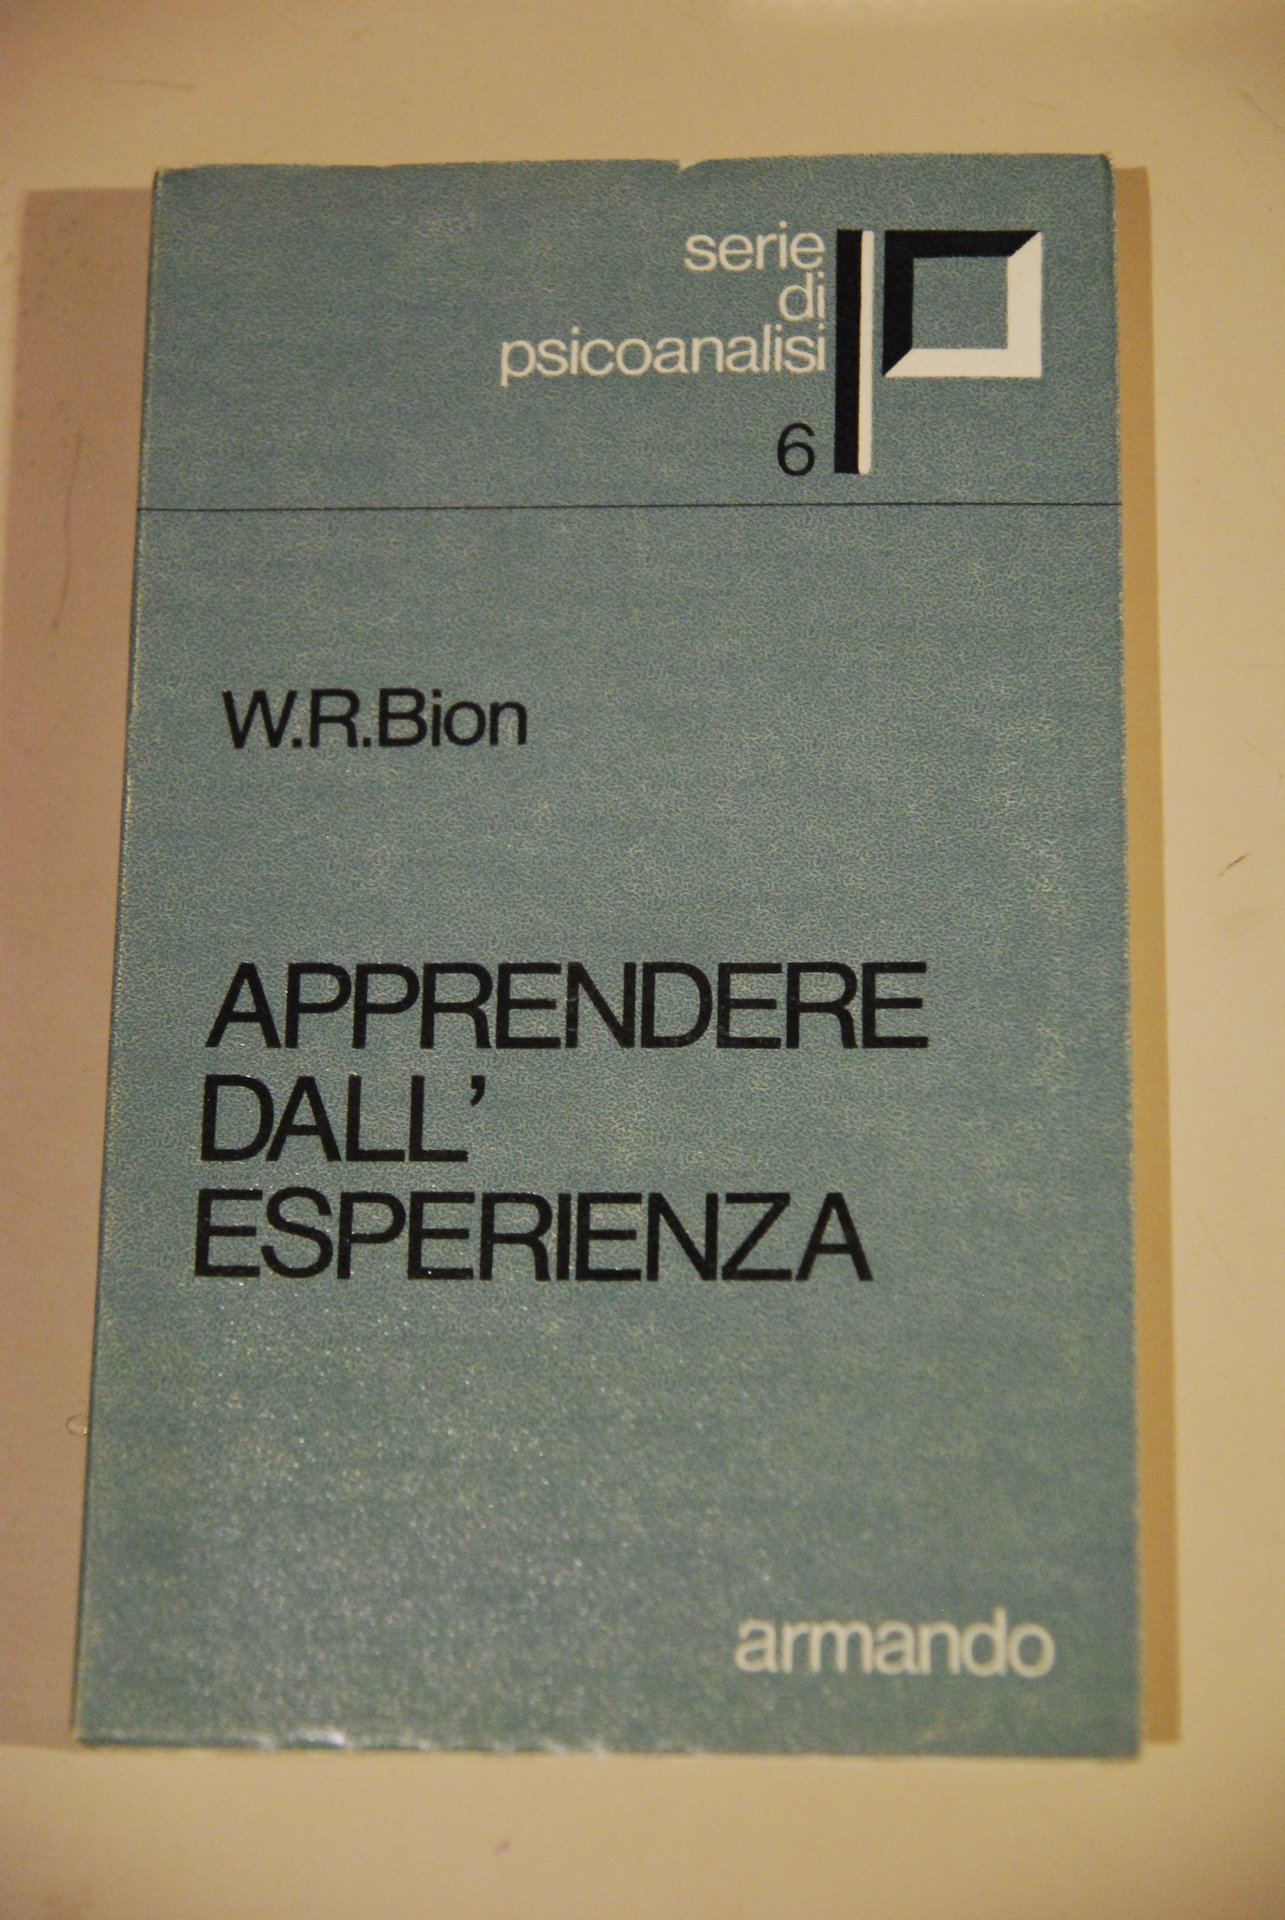 serie
di
psicoanalisi
6
W.R.Bion
APPRENDERE
DALL'
ESPERIENZA
armando